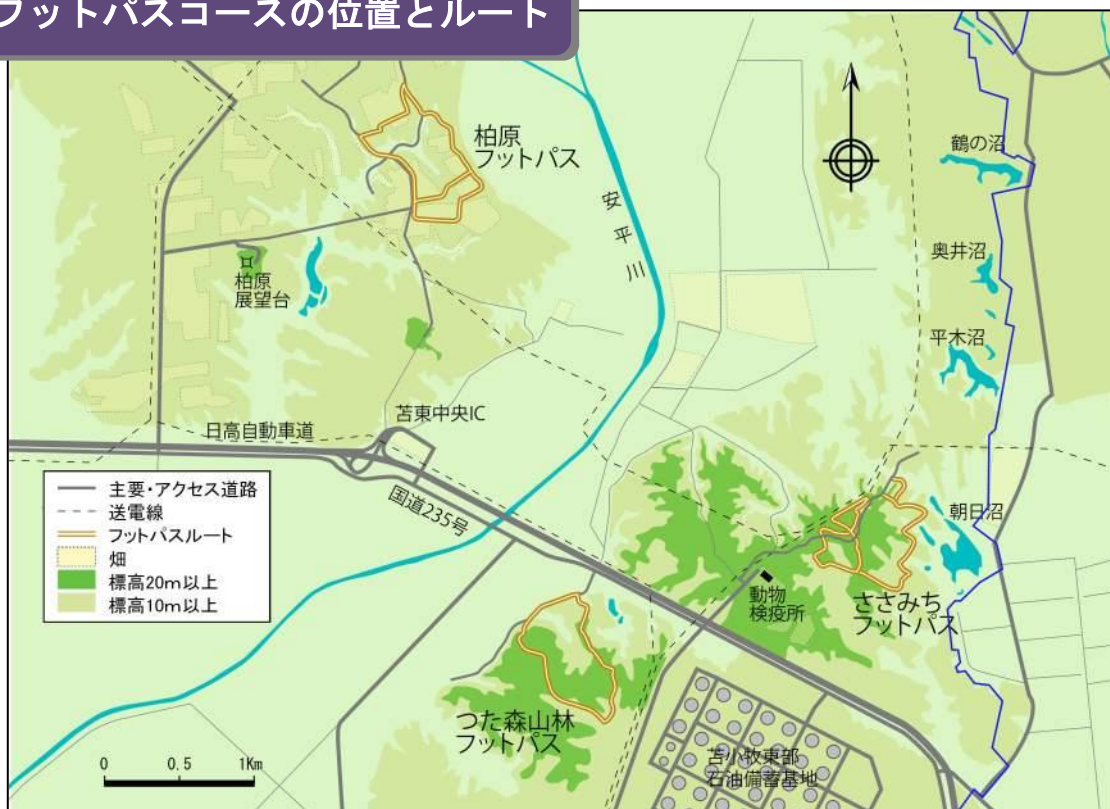 フットパスコースの位置とルート
柏原
フットパス
安平川
鶴の沼
奥井沼
平木沼
柏原
展望台
苫東中央IC
日高自動車道
国道235号
主要・アクセス道路
送電線
フットパスルート
畑
標高20m以上
標高10m以上
朝日沼
動物
検疫所
ささみち
フットパス
つた森山林
フットパス
苫小牧東部
石油備蓄基地
0 0.5 1Km